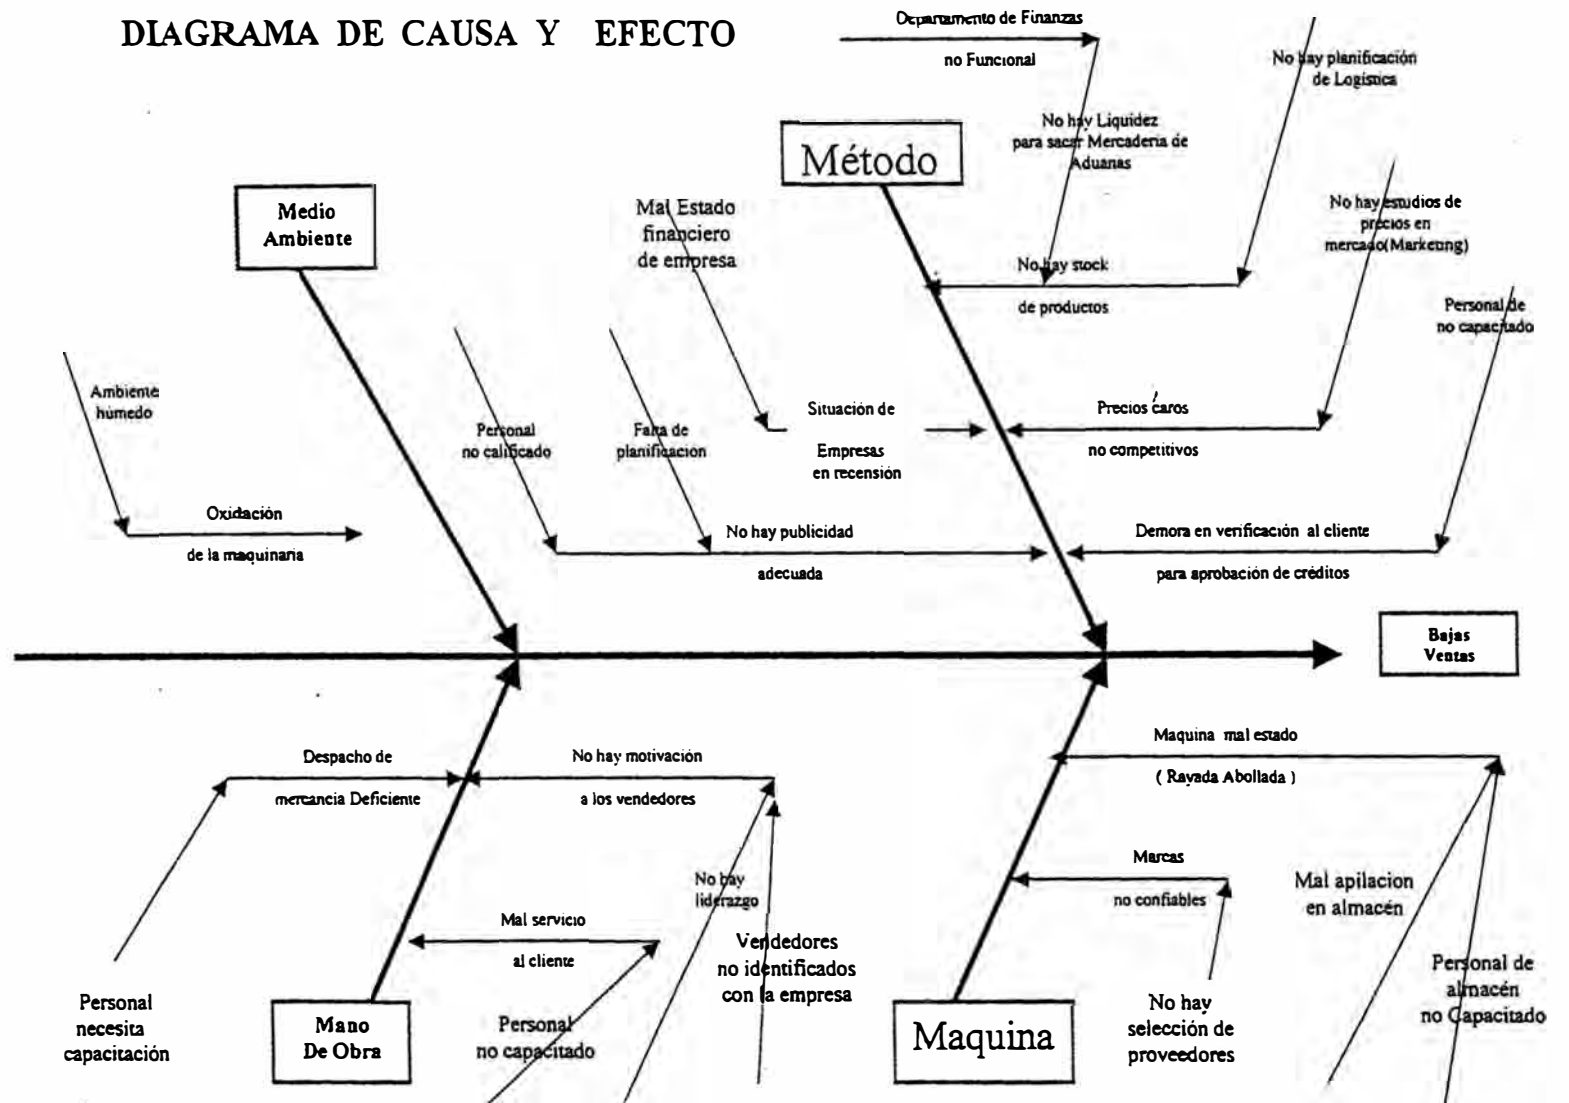 DIAGRAMA DE CAUSA Y EFECTO
Departamento de Finanzas
no Funcional
No hay planificación
de Logística
No hay Liquidez
para sacar Mercadería de
Aduanas
Método
Medio
Ambiente
Mal Estado
financiero
de empresa
No hay estudios de
precios en
mercado(Marketing)
No hay stock
de productos
Personal de
no capacitado
Ambiente
húmedo
Personal
no calificado
Falta de
planificación
Situación de
Empresas
en recensión
Precios caros
no competitivos
Oxidación
de la maquinaria
No hay publicidad
adecuada
Demora en verificación al cliente
para aprobación de créditos
Bajas
Ventas
Despacho de
mercancia Deficiente
No hay motivación
a los vendedores
Maquina mal estado
( Rayada Abollada )
No hay
liderazgo
Marcas
no confiables
Mal apilacion
en almacén
Mal servicio
al cliente
Vendedores
no identificados
con la empresa
Personal de
almacén
no Capacitado
Personal
necesita
capacitación
Mano
De Obra
Personal
no capacitado
Maquina
No hay
selección de
proveedores